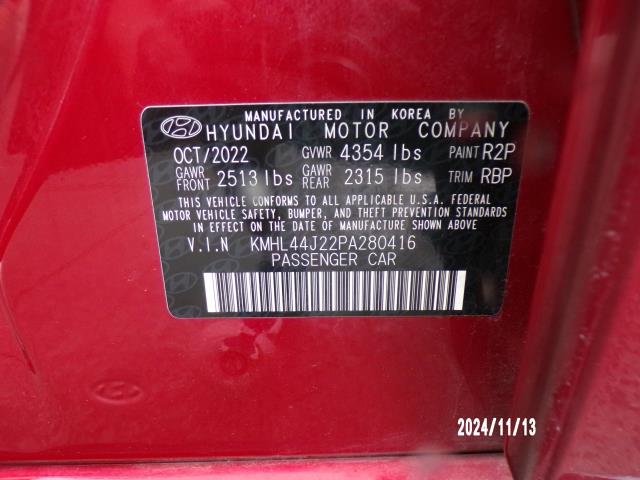 MANUFACTURED IN KOREA BY
HYUNDAI MOTOR COMPANY
OCT/2022 GVWR 4354 lbs PAINT R2P
GAWR FRONT 2513 lbs GAWR REAR 2315 lbs TRIM RBP
THIS VEHICLE CONFORMS TO ALL APPLICABLE U.S.A. FEDERAL
MOTOR VEHICLE SAFETY, BUMPER, AND THEFT PREVENTION STANDARDS
IN EFFECT ON THE DATE OF MANUFACTURE SHOWN ABOVE
V.I.N KMHL44J22PA280416
PASSENGER CAR
2024/11/13